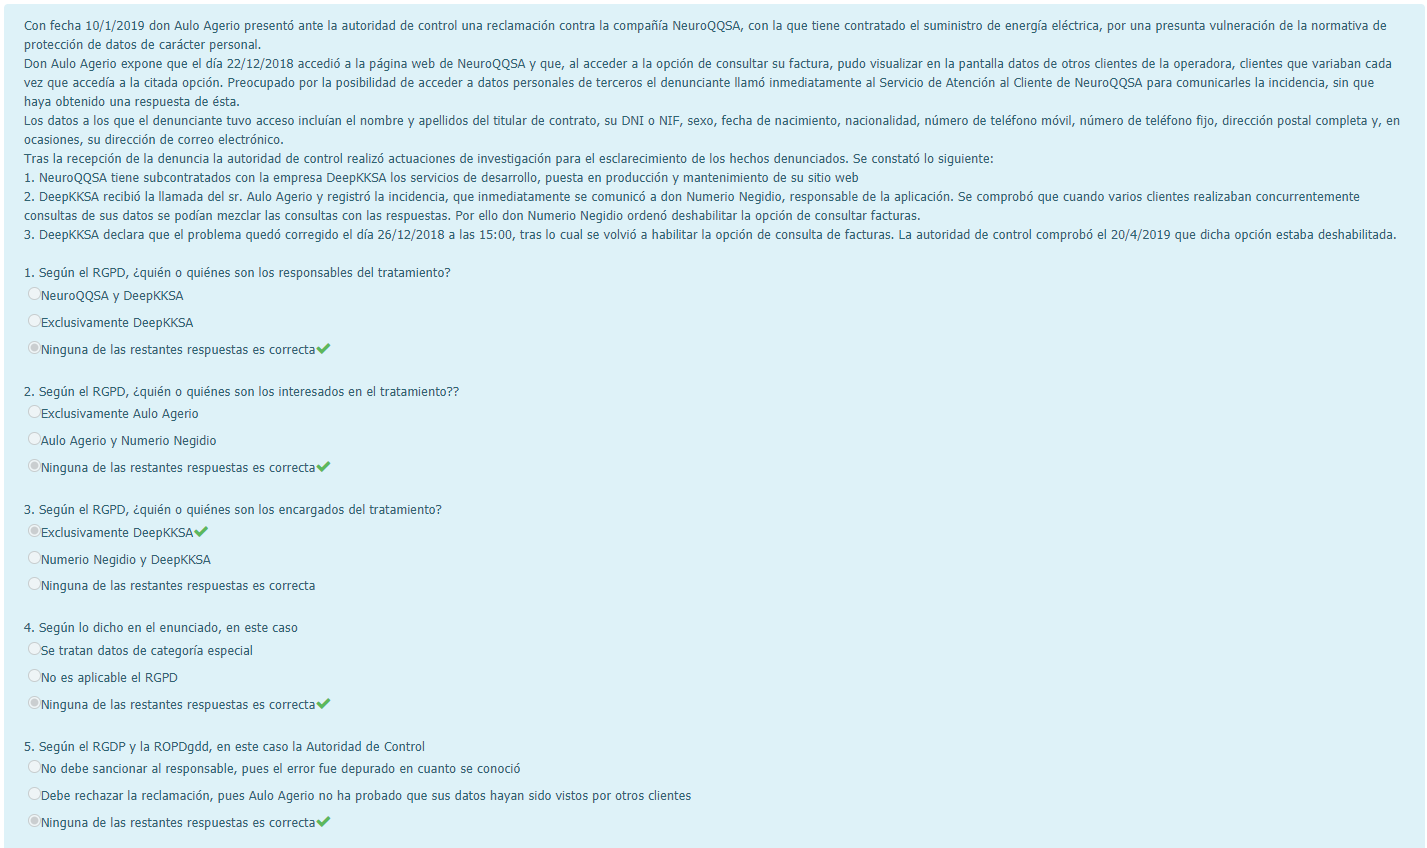 Con fecha 10/1/2019 don Aulo Agerio presentó ante la autoridad de control una reclamación contra la compañía NeuroQQSA, con la que tiene contratado el suministro de energía eléctrica, por una presunta vulneración de la normativa de
protección de datos de carácter personal.
Don Aulo Agerio expone que el día 22/12/2018 accedió a la página web de NeuroQQSA y que, al acceder a la opción de consultar su factura, pudo visualizar en la pantalla datos de otros clientes de la operadora, clientes que variaban cada
vez que accedía a la citada opción. Preocupado por la posibilidad de acceder a datos personales de terceros el denunciante llamó inmediatamente al Servicio de Atención al Cliente de NeuroQQSA para comunicarles la incidencia, sin que
haya obtenido una respuesta de ésta.
Los datos a los que el denunciante tuvo acceso incluían el nombre y apellidos del titular de contrato, su DNI o NIF, sexo, fecha de nacimiento, nacionalidad, número de teléfono móvil, número de teléfono fijo, dirección postal completa y, en
ocasiones, su dirección de correo electrónico.
Tras la recepción de la denuncia la autoridad de control realizó actuaciones de investigación para el esclarecimiento de los hechos denunciados. Se constató lo siguiente:
1. NeuroQQSA tiene subcontratados con la empresa DeepKKSA los servicios de desarrollo, puesta en producción y mantenimiento de su sitio web
2. DeepKKSA recibió la llamada del sr. Aulo Agerio y registró la incidencia, que inmediatamente se comunicó a don Numerio Negidio, responsable de la aplicación. Se comprobó que cuando varios clientes realizaban concurrentemente
consultas de sus datos se podían mezclar las consultas con las respuestas. Por ello don Numerio Negidio ordenó deshabilitar la opción de consultar facturas.
3. DeepKKSA declara que el problema quedó corregido el día 26/12/2018 a las 15:00, tras lo cual se volvió a habilitar la opción de consulta de facturas. La autoridad de control comprobó el 20/4/2019 que dicha opción estaba deshabilitada.
1. Según el RGPD, ¿quién o quiénes son los responsables del tratamiento?
NeuroQQSA y DeepKKSA
Exclusivamente DeepKKSA
Ninguna de las restantes respuestas es correcta
2. Según el RGPD, ¿quién o quiénes son los interesados en el tratamiento??
Exclusivamente Aulo Agerio
Aulo Agerio y Numerio Negidio
Ninguna de las restantes respuestas es correcta
3. Según el RGPD, ¿quién o quiénes son los encargados del tratamiento?
Exclusivamente DeepKKSA
Numerio Negidio y DeepKKSA
Ninguna de las restantes respuestas es correcta
4. Según lo dicho en el enunciado, en este caso
Se tratan datos de categoría especial
No es aplicable el RGPD
Ninguna de las restantes respuestas es correcta
5. Según el RGDP y la ROPDgdd, en este caso la Autoridad de Control
No debe sancionar al responsable, pues el error fue depurado en cuanto se conoció
Debe rechazar la reclamación, pues Aulo Agerio no ha probado que sus datos hayan sido vistos por otros clientes
Ninguna de las restantes respuestas es correcta